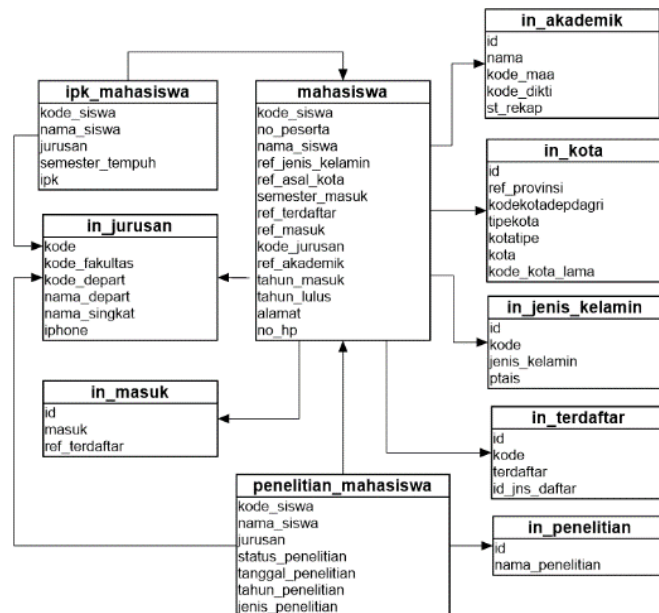 in_akademik
id
nama
kode_maa
kode_dikti
st_rekap
ipk_mahasiswa
kode_siswa
nama_siswa
jurusan
semester_tempuh
ipk
mahasiswa
kode_siswa
no_peserta
nama_siswa
ref_jenis_kelamin
ref_asal_kota
semester_masuk
ref_terdaftar
ref_masuk
kode_jurusan
ref_akademik
tahun_masuk
tahun_lulus
alamat
no_hp
in_kota
id
ref_provinsi
kodekotadepdagri
tipekota
kotatipe
kota
kode_kota_lama
in_jurusan
kode
kode_fakultas
kode_depart
nama_depart
nama_singkat
iphone
in_jenis_kelamin
id
kode
jenis_kelamin
ptais
in_masuk
id
masuk
ref_terdaftar
in_terdaftar
id
kode
terdaftar
id_jns_daftar
penelitian_mahasiswa
kode_siswa
nama_siswa
jurusan
status_penelitian
tanggal_penelitian
tahun_penelitian
jenis_penelitian
in_penelitian
id
nama_penelitian